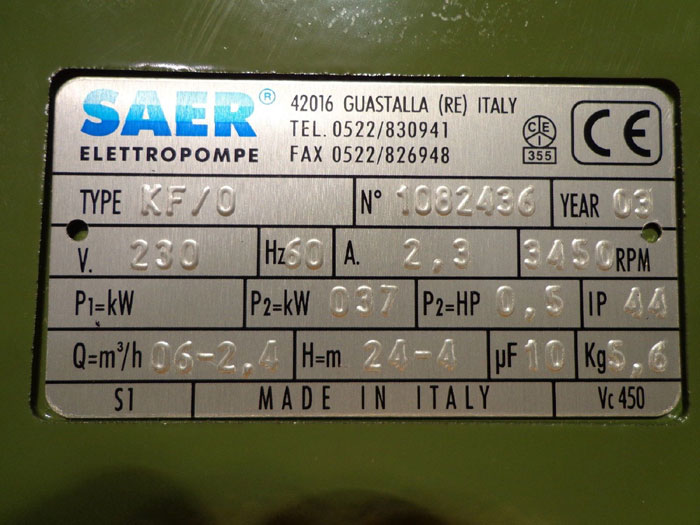 SAER®
ELETTROPOMPE
42016 GUASTALLA (RE) ITALY
TEL. 0522/830941
FAX 0522/826948
CEI
355
CE
TYPE KF/0 N° 1082436 YEAR 03
V. 230 Hz 60 A. 2,3 3450 RPM
P1=kW P2=kW 037 P2=HP 0,5 IP 44
Q=m³/h 06-2,4 H=m 24-4 µF 10 Kg 5,6
S1 MADE IN ITALY Vc 450